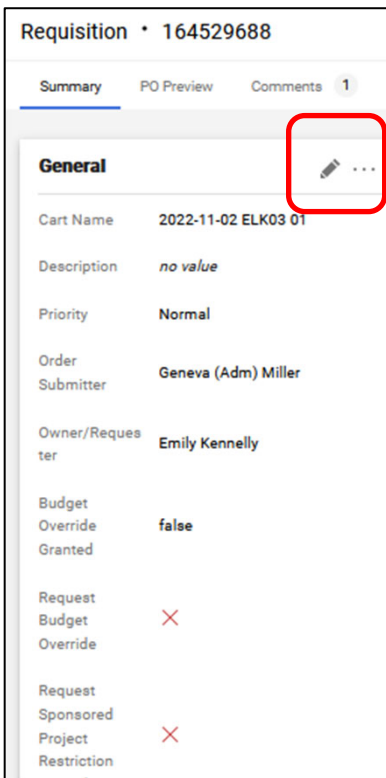 Requisition • 164529688
Summary PO Preview Comments 1
General
Cart Name 2022-11-02 ELK03 01
Description no value
Priority Normal
Order
Submitter Geneva (Adm) Miller
Owner/Reques
ter Emily Kennelly
Budget
Override false
Granted
Request
Budget
Override
Request
Sponsored
Project
Restriction